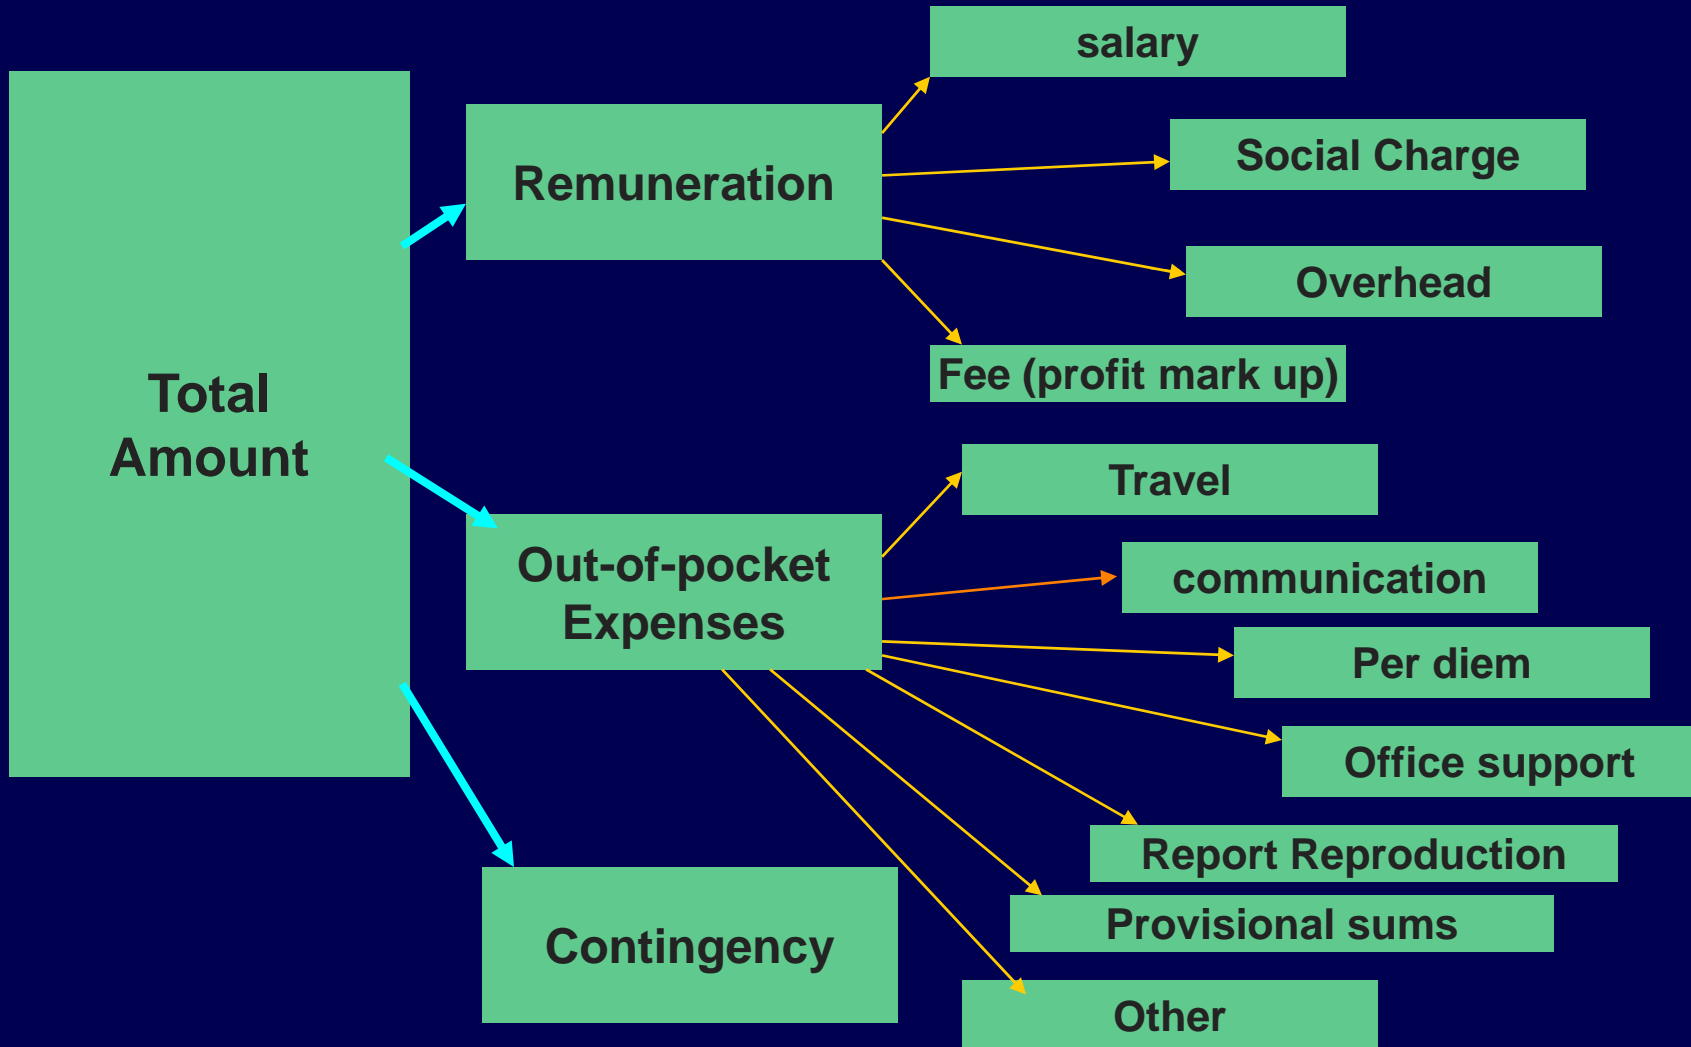 Total
Amount
Remuneration
salary
Social Charge
Overhead
Fee (profit mark up)
Out-of-pocket
Expenses
Travel
communication
Per diem
Office support
Report Reproduction
Provisional sums
Other
Contingency